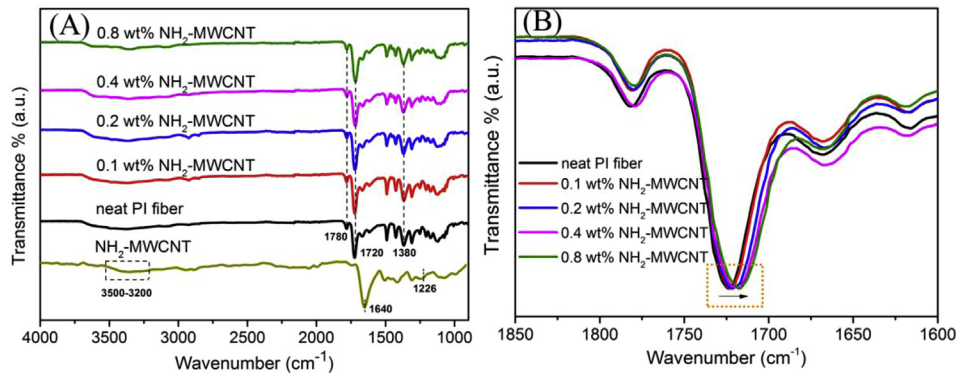 (A)
0.8 wt% NH2-MWCNT
0.4 wt% NH2-MWCNT
0.2 wt% NH2-MWCNT
0.1 wt% NH2-MWCNT
neat PI fiber
1780
1720
1380
NH2-MWCNT
3500-3200
1226
1640
Transmittance % (a.u.)
4000 3500 3000 2500 2000 1500 1000
Wavenumber (cm-1)
(B)
neat PI fiber
0.1 wt% NH2-MWCNT
0.2 wt% NH2-MWCNT
0.4 wt% NH2-MWCNT
0.8 wt% NH2-MWCNT
Transmittance % (a.u.)
1850 1800 1750 1700 1650 1600
Wavenumber (cm-1)